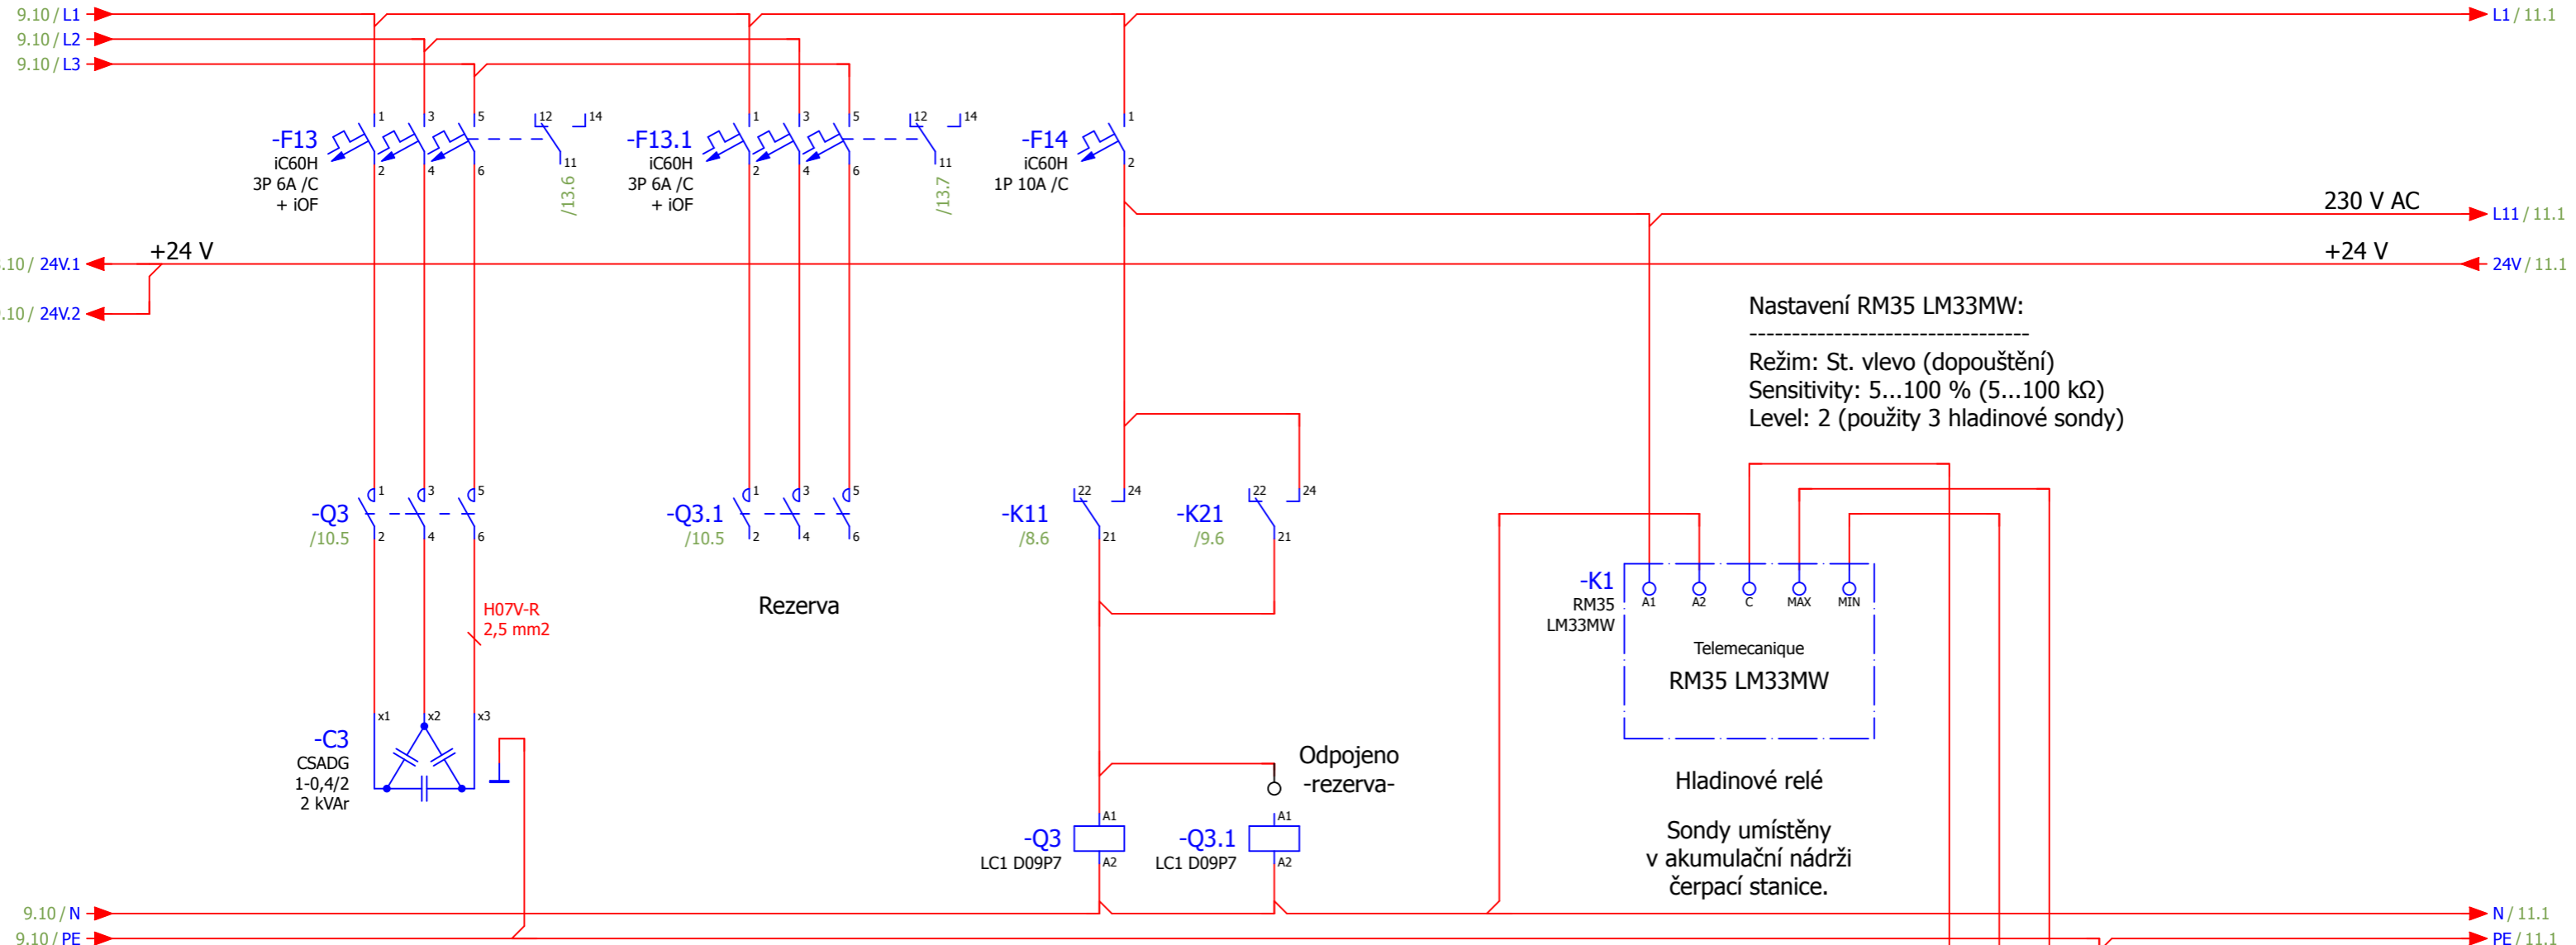 9.10 / L1
L1 / 11.1
9.10 / L2
9.10 / L3
-F13
iC60H
3P 6A /C
+ iOF
1
3
5
2
4
6
12
14
11
/13.6
-F13.1
iC60H
3P 6A /C
+ iOF
1
3
5
2
4
6
12
14
11
/13.7
-F14
iC60H
1P 10A /C
1
2
230 V AC
L11 / 11.1
.10 / 24V.1
+24 V
+24 V
24V / 11.1
.10 / 24V.2
Nastavení RM35 LM33MW:
---------------------------------
Režim: St. vlevo (dopouštění)
Sensitivity: 5...100 % (5...100 kΩ)
Level: 2 (použity 3 hladinové sondy)
-Q3
/10.5
1
3
5
2
4
6
-Q3.1
/10.5
1
3
5
2
4
6
-K11
/8.6
22
24
21
-K21
/9.6
22
24
21
Rezerva
H07V-R
2,5 mm2
-K1
RM35
LM33MW
A1
A2
C
MAX
MIN
Telemecanique
RM35 LM33MW
-C3
CSADG
1-0,4/2
2 kVAr
x1
x2
x3
Odpojeno
-rezerva-
Hladinové relé
-Q3
LC1 D09P7
A1
A2
-Q3.1
LC1 D09P7
A1
A2
Sondy umístěny
v akumulační nádrži
čerpací stanice.
9.10 / N
N / 11.1
9.10 / PE
PE / 11.1